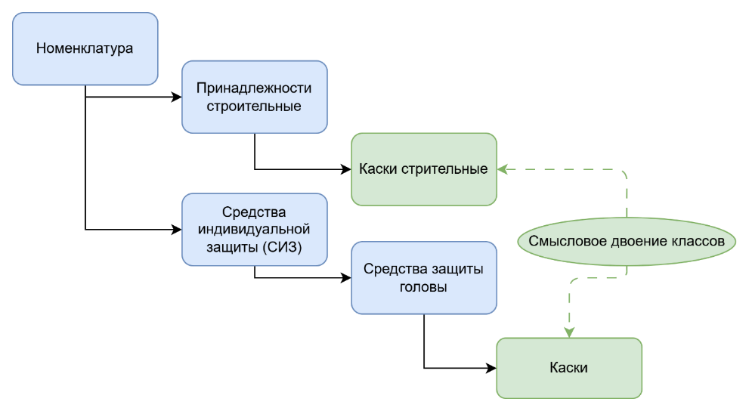 Номенклатура
Принадлежности
строительные
Каски стрительные
Средства
индивидуальной
защиты (СИЗ)
Смысловое двоение классов
Средства защиты
головы
Каски